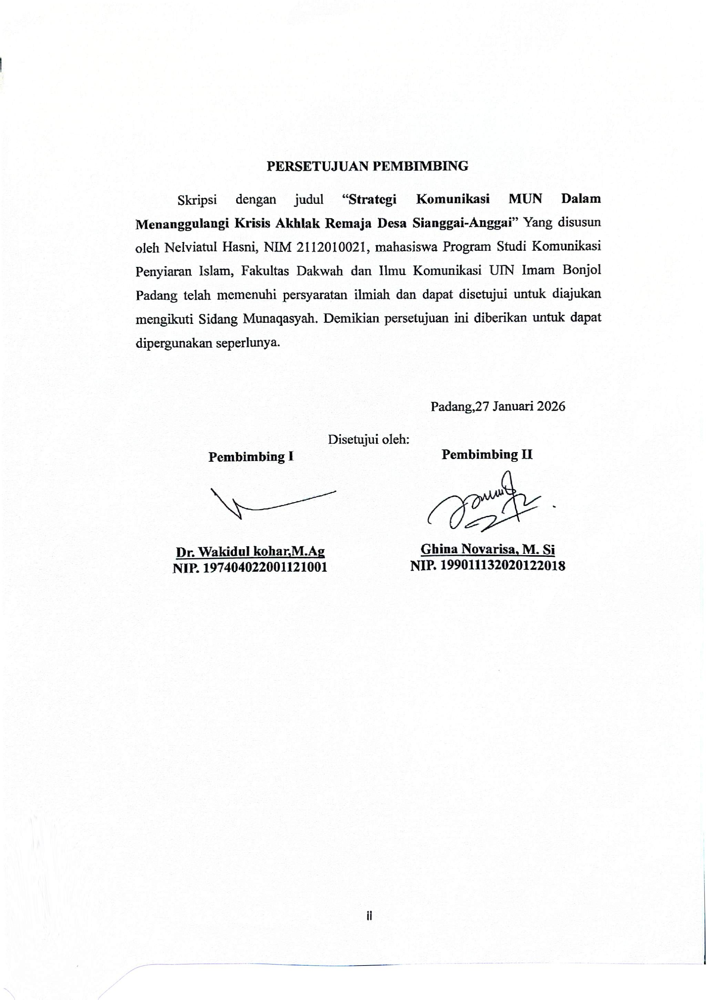 PERSETUJUAN PEMBIMBING
Skripsi dengan judul “Strategi Komunikasi MUN Dalam
Menanggulangi Krisis Akhlak Remaja Desa Sianggai-Anggai” Yang disusun
oleh Nelviatul Hasni, NIM 2112010021, mahasiswa Program Studi Komunikasi
Penyiaran Islam, Fakultas Dakwah dan Ilmu Komunikasi UIN Imam Bonjol
Padang telah memenuhi persyaratan ilmiah dan dapat disetujui untuk diajukan
mengikuti Sidang Munaqasyah. Demikian persetujuan ini diberikan untuk dapat
dipergunakan seperlunya.
Padang,27 Januari 2026
Disetujui oleh:
Pembimbing I
Pembimbing II
Dr. Wakidul kohar,M.Ag
NIP. 197404022001121001
Ghina Novarisa, M. Si
NIP. 199011132020122018
ii